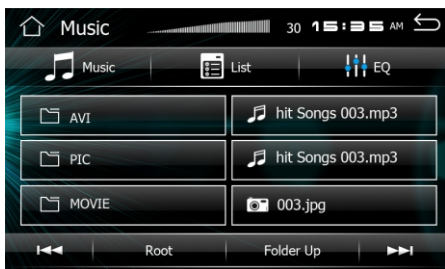 Music 30 15:35 AM
Music List EQ
AVI hit Songs 003.mp3
PIC hit Songs 003.mp3
MOVIE 003.jpg
Root Folder Up